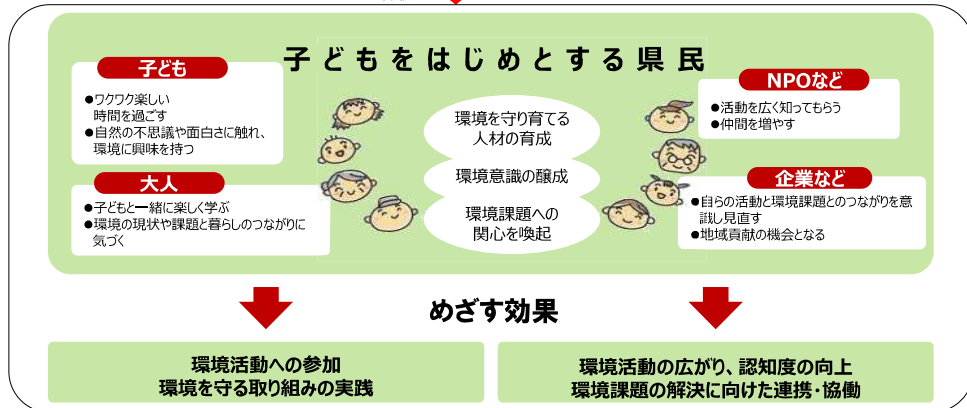 子どもをはじめとする県民
子ども
●ワクワク楽しい
時間を過ごす
●自然の不思議や面白さに触れ、
環境に興味を持つ
大人
●子どもと一緒に楽しく学ぶ
●環境の現状や課題と暮らしのつながりに
気づく
環境を守り育てる
人材の育成
環境意識の醸成
環境課題への
関心を喚起
NPOなど
●活動を広く知ってもらう
●仲間を増やす
企業など
●自らの活動と環境課題とのつながりを意
識し見直す
●地域貢献の機会となる
めざす効果
環境活動への参加
環境を守る取り組みの実践
環境活動の広がり、認知度の向上
環境課題の解決に向けた連携・協働